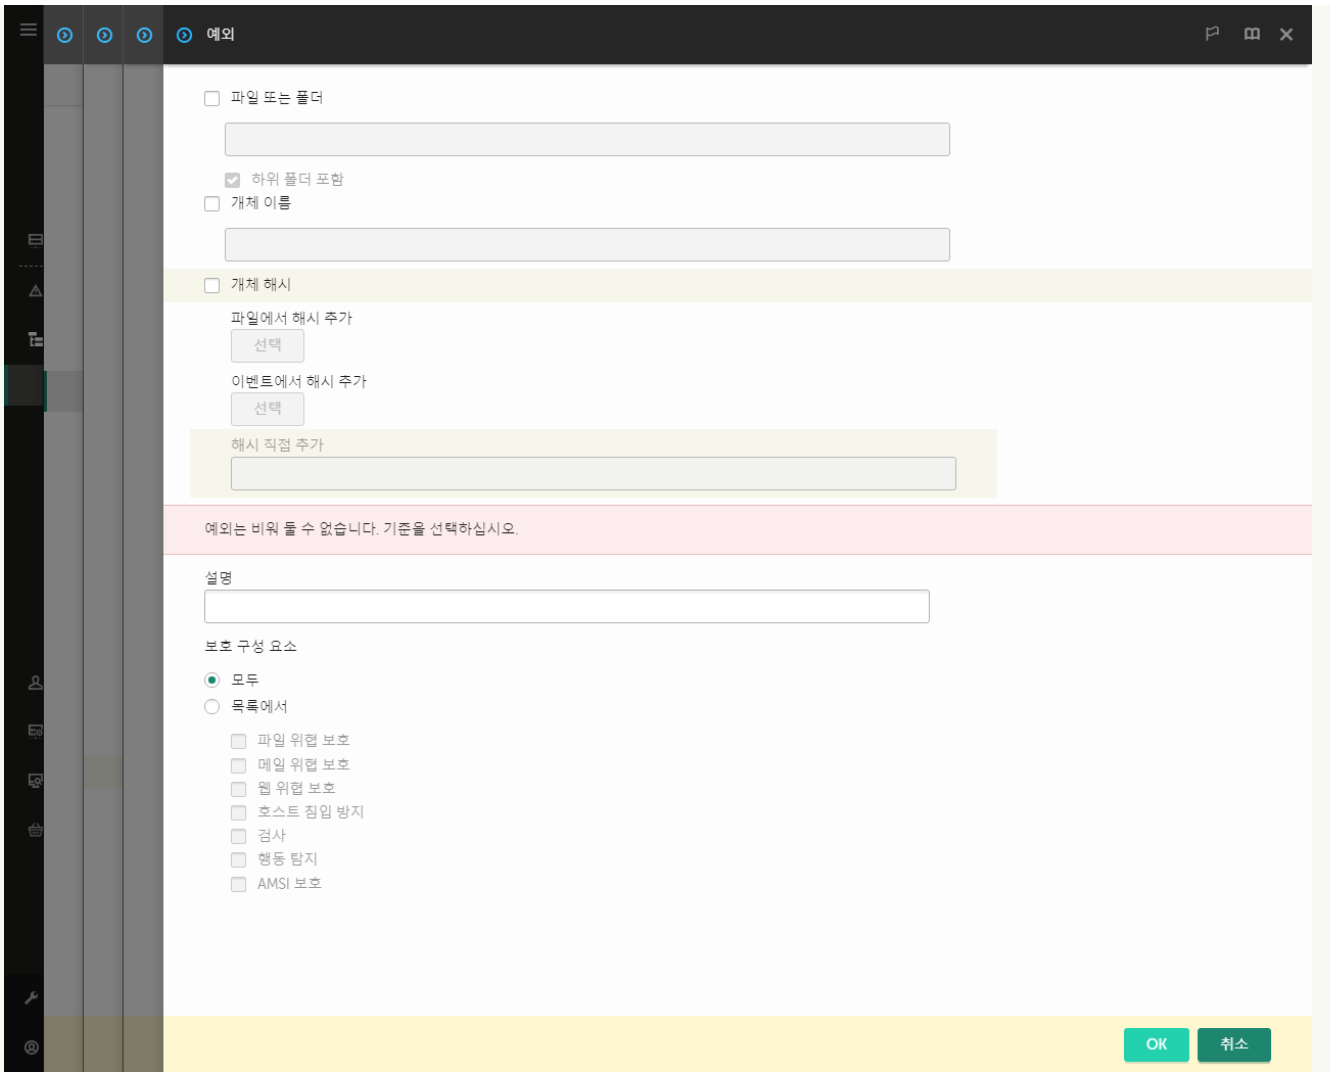 예외
파일 또는 폴더
하위 폴더 포함
개체 이름
개체 해시
파일에서 해시 추가
선택
이벤트에서 해시 추가
선택
해시 직접 추가
예외는 비워 둘 수 없습니다. 기준을 선택하십시오.
설명
보호 구성 요소
모두
목록에서
파일 위협 보호
메일 위협 보호
웹 위협 보호
호스트 침입 방지
검사
행동 탐지
AMSI 보호
OK 취소